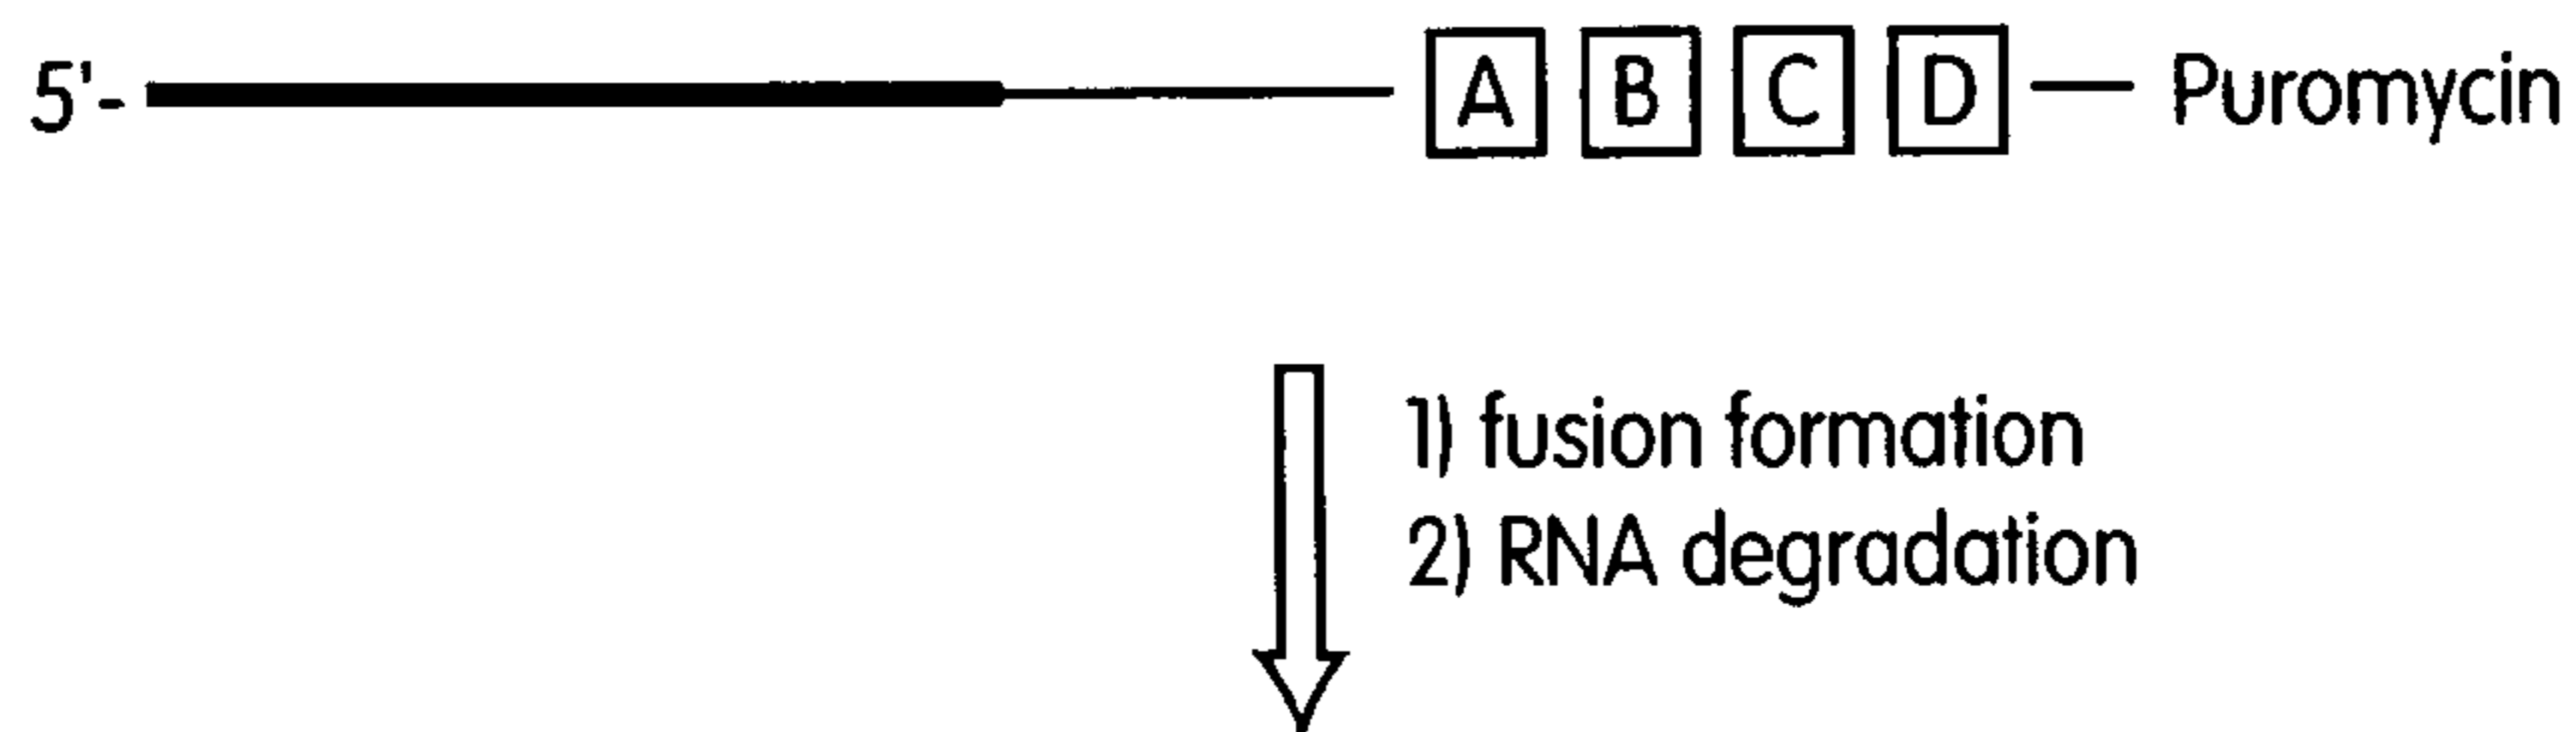 5'- A B C D — Puromycin
1) fusion formation
2) RNA degradation